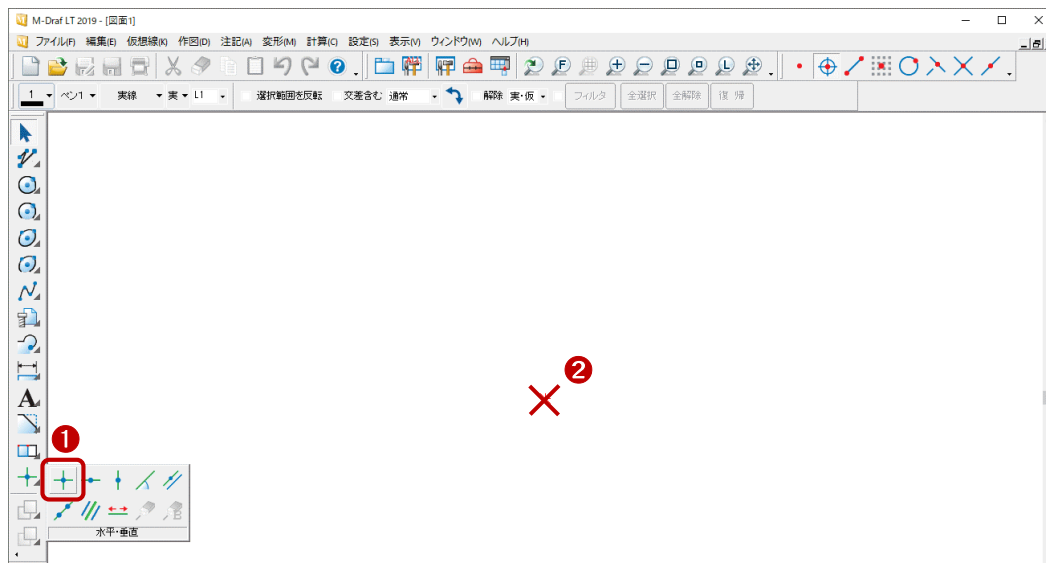 M-Draf LT 2019 - [図面1]
ファイル(F) 編集(E) 仮想線(K) 作図(D) 注記(A) 変形(M) 計算(C) 設定(S) 表示(V) ウィンドウ(W) ヘルプ(H)
1 ペン1 実線 実 L1 選択範囲を反転 交差含む 通常 解除 実・仮 フィルタ 全選択 全解除 復帰
2
1
水平・垂直